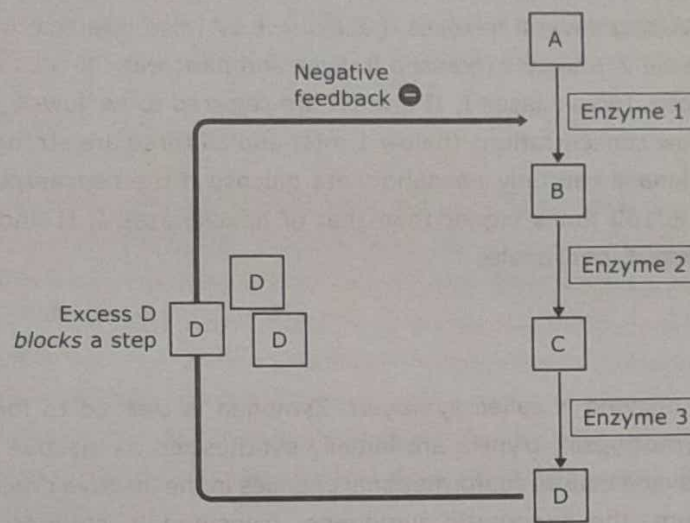 A
Negative
feedback ⊖
Enzyme 1
B
Enzyme 2
D
Excess D
blocks a step
D
D
C
Enzyme 3
D